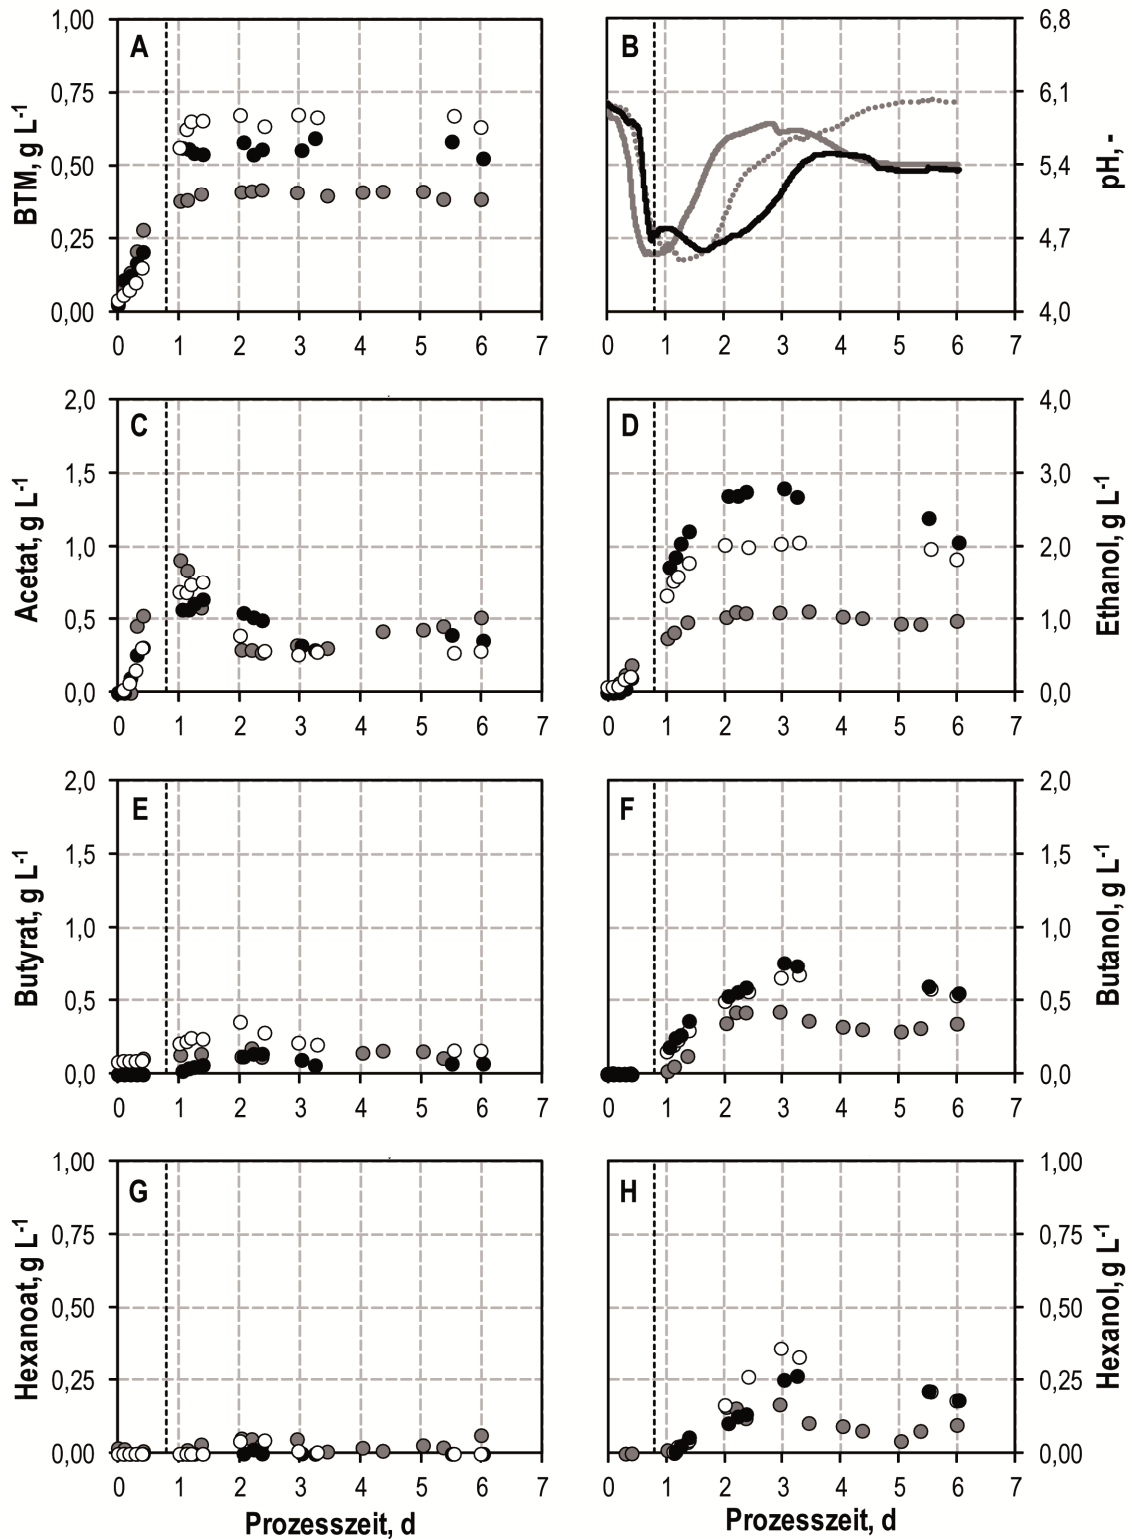 1,00
0,75
0,50
0,25
0,00
BTM, g L-1
A
0 1 2 3 4 5 6 7
B
6,8
6,1
5,4
4,7
4,0
pH, -
0 1 2 3 4 5 6 7
2,0
1,5
1,0
0,5
0,0
Acetat, g L-1
C
0 1 2 3 4 5 6 7
D
4,0
3,0
2,0
1,0
0,0
Ethanol, g L-1
0 1 2 3 4 5 6 7
2,0
1,5
1,0
0,5
0,0
Butyrat, g L-1
E
0 1 2 3 4 5 6 7
F
2,0
1,5
1,0
0,5
0,0
Butanol, g L-1
0 1 2 3 4 5 6 7
1,00
0,75
0,50
0,25
0,00
Hexanoat, g L-1
G
0 1 2 3 4 5 6 7
Prozesszeit, d
H
1,00
0,75
0,50
0,25
0,00
Hexanol, g L-1
0 1 2 3 4 5 6 7
Prozesszeit, d